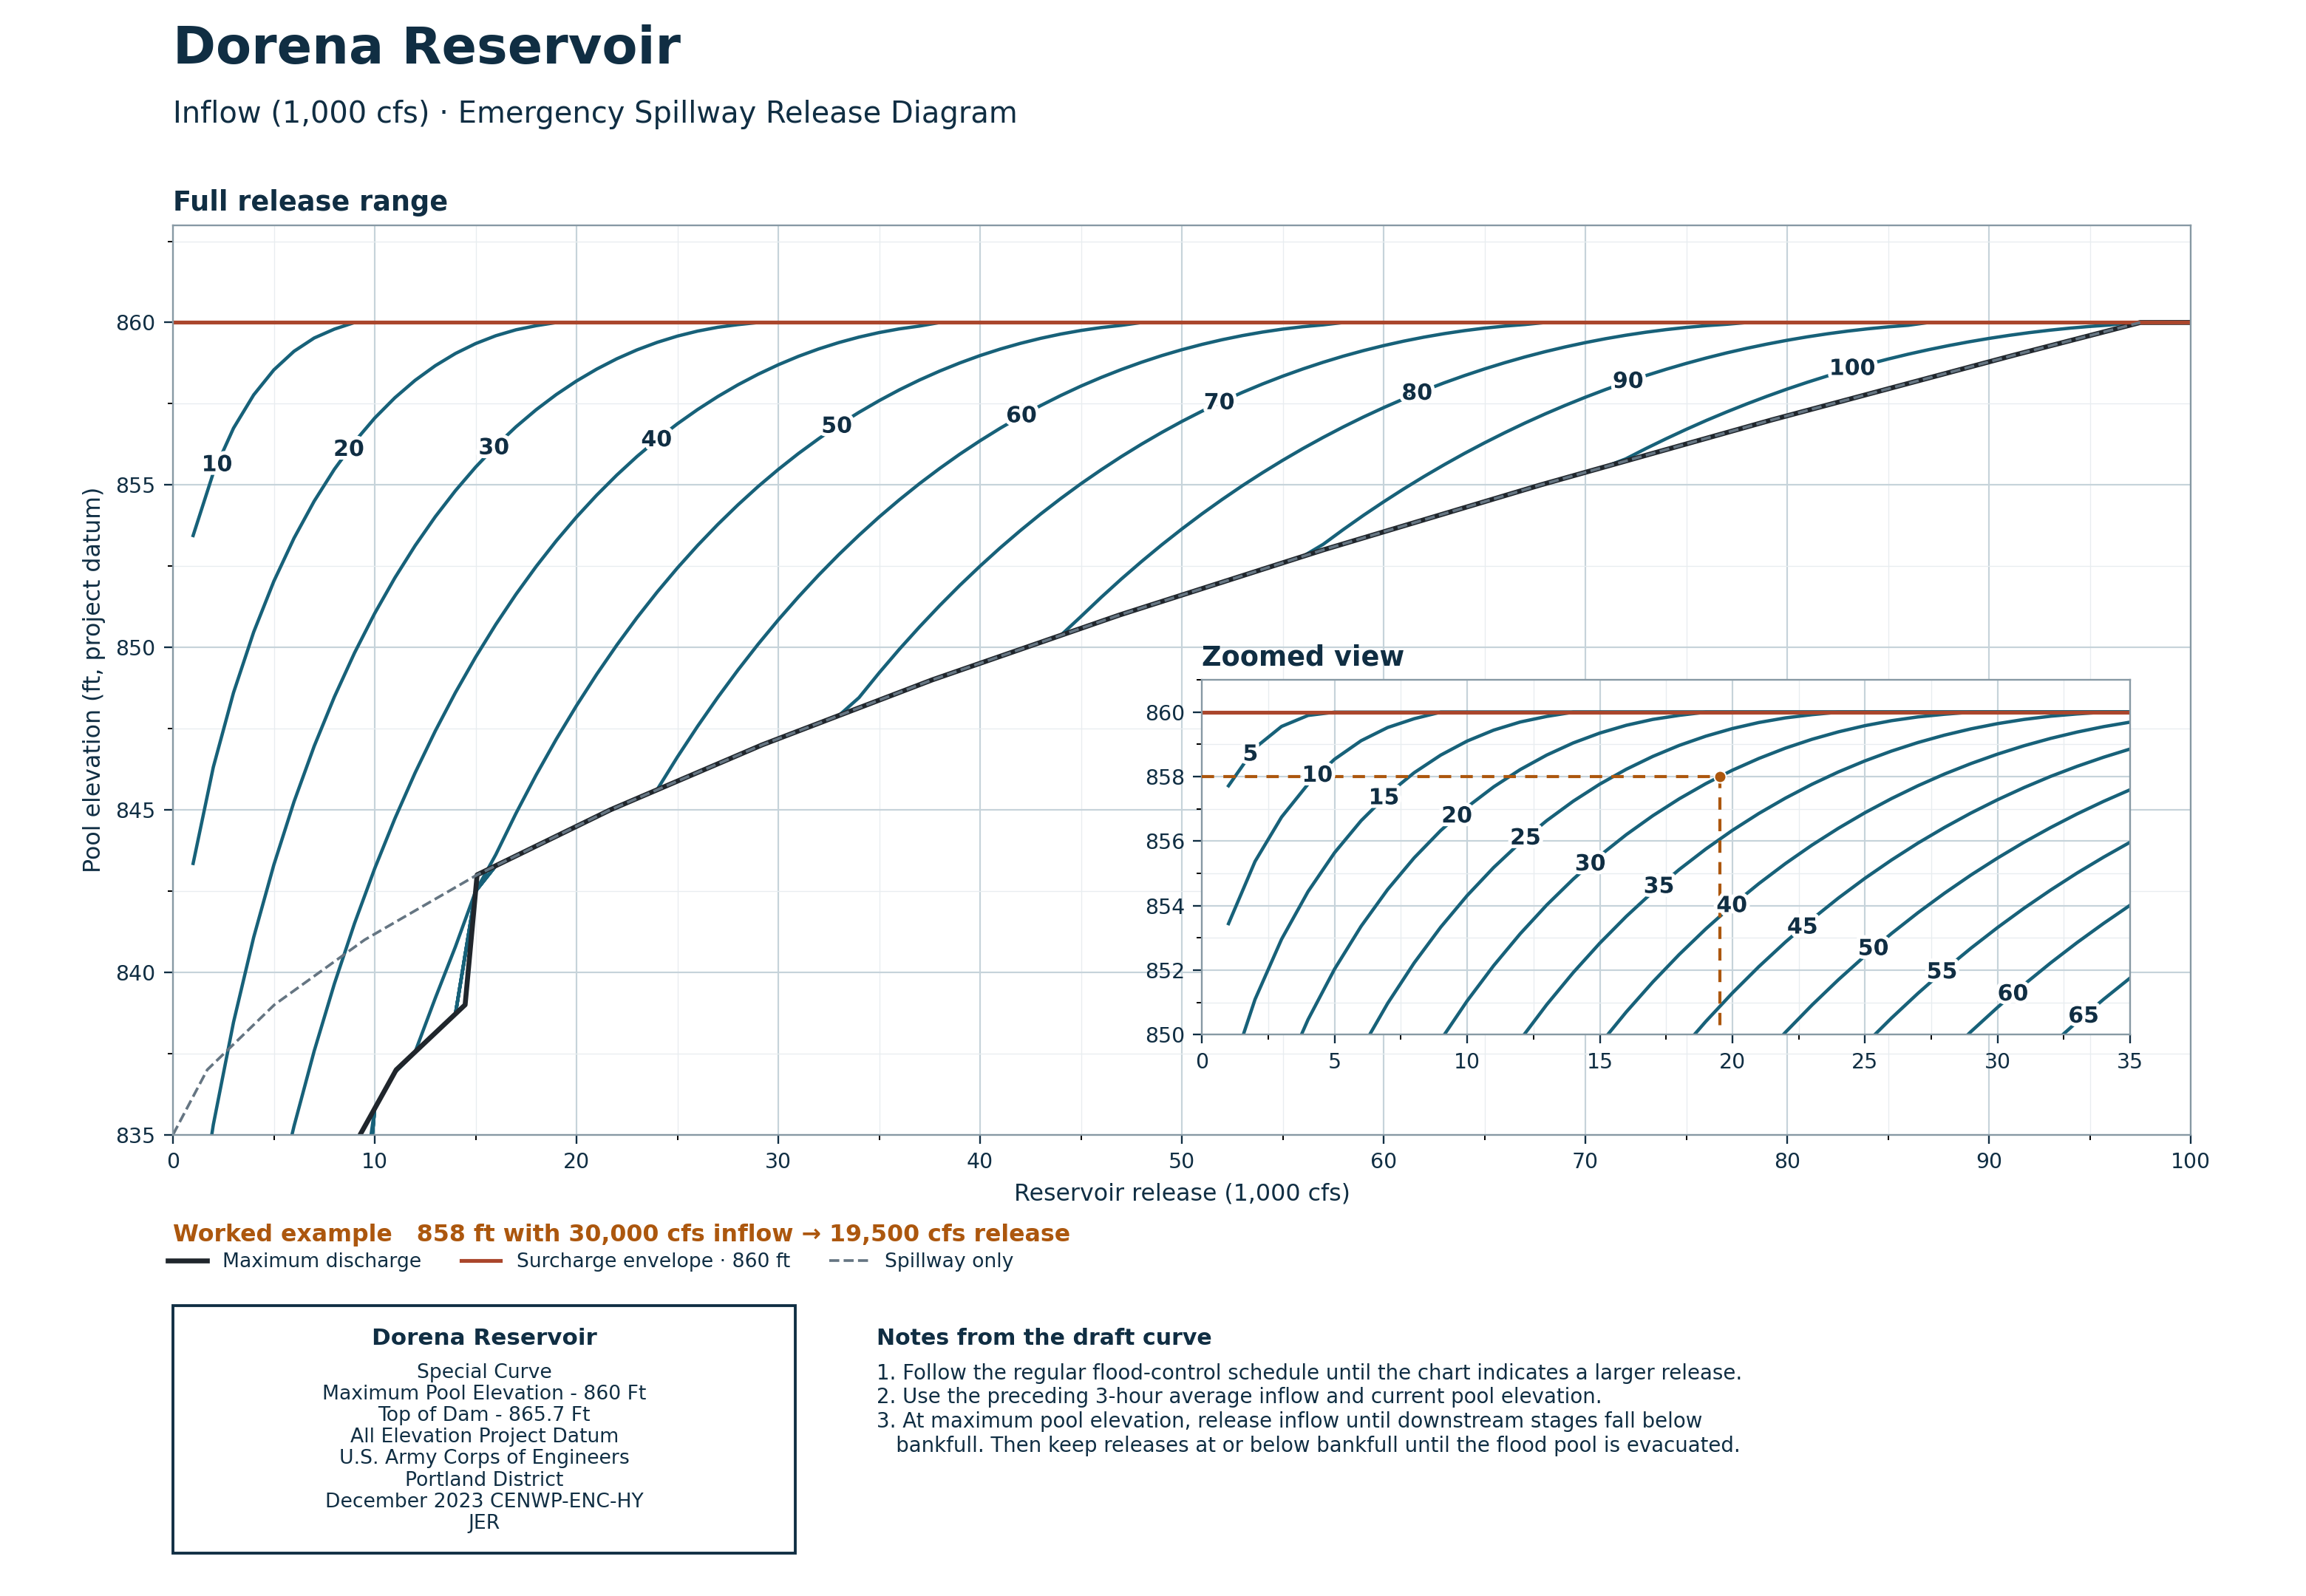 Dorena Reservoir
Inflow (1,000 cfs) · Emergency Spillway Release Diagram
Full release range
860
855
850
845
840
835
Pool elevation (ft, project datum)
10
20
30
40
50
60
70
80
90
100
Zoomed view
860
858
856
854
852
850
5
10
15
20
25
30
35
40
45
50
55
60
65
0
5
10
15
20
25
30
35
0
10
20
30
40
50
60
70
80
90
100
Reservoir release (1,000 cfs)
Worked example 858 ft with 30,000 cfs inflow → 19,500 cfs release
Maximum discharge
Surcharge envelope · 860 ft
Spillway only
Dorena Reservoir
Special Curve
Maximum Pool Elevation - 860 Ft
Top of Dam - 865.7 Ft
All Elevation Project Datum
U.S. Army Corps of Engineers
Portland District
December 2023 CENWP-ENC-HY
JER
Notes from the draft curve
1. Follow the regular flood-control schedule until the chart indicates a larger release.
2. Use the preceding 3-hour average inflow and current pool elevation.
3. At maximum pool elevation, release inflow until downstream stages fall below
bankfull. Then keep releases at or below bankfull until the flood pool is evacuated.